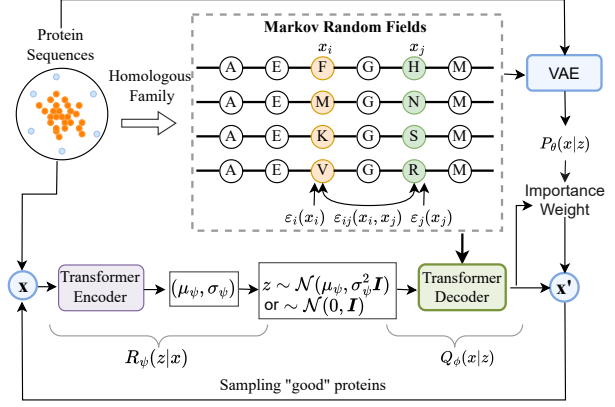 Protein
Sequences
Homologous
Family
Markov Random Fields
x_i x_j
A E F G H M
A E M G N M
A E K G S M
A E V G R M
ε_i(x_i) ε_ij(x_i, x_j) ε_j(x_j)
VAE
P_θ(x|z)
Importance
Weight
x
Transformer
Encoder
(μ_ψ, σ_ψ)
z ∼ 𝒩(μ_ψ, σ_ψ^2 I)
or ∼ 𝒩(0, I)
Transformer
Decoder
x'
R_ψ(z|x)
Q_ϕ(x|z)
Sampling "good" proteins